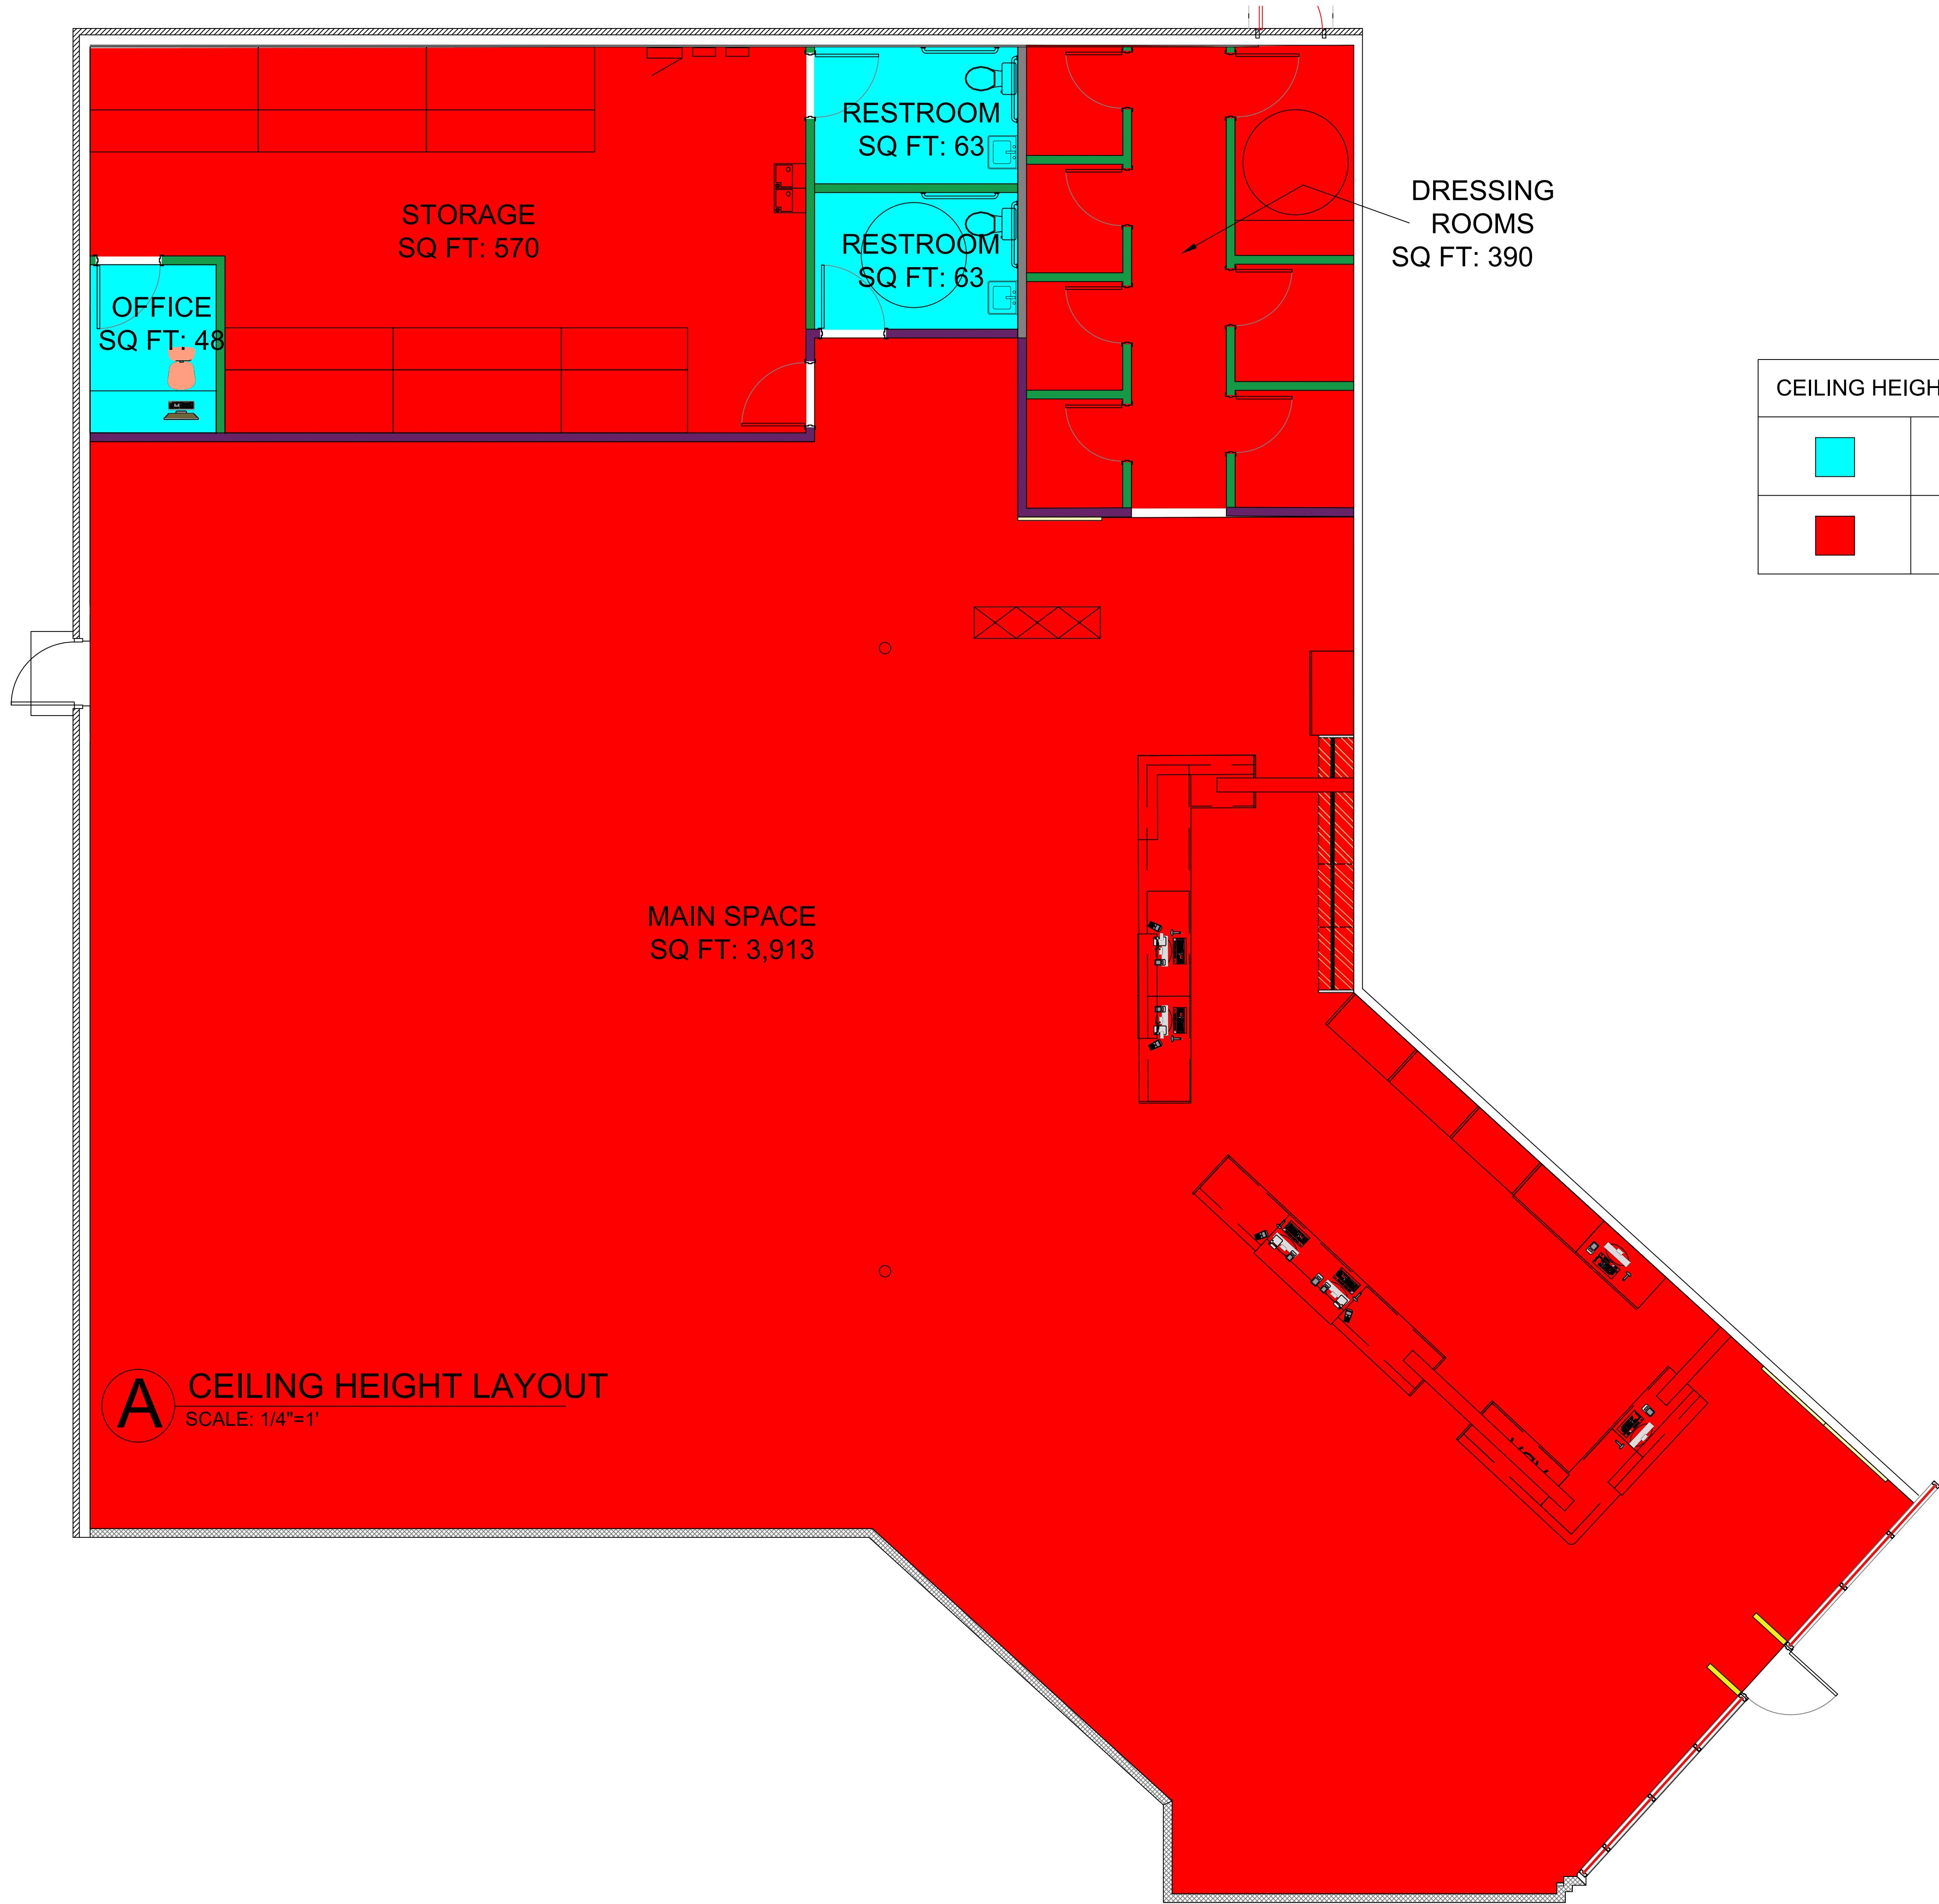 RESTROOM
SQ FT: 63
STORAGE
SQ FT: 570
RESTROOM
SQ FT: 63
DRESSING
ROOMS
SQ FT: 390
OFFICE
SQ FT: 48
CEILING HEIGH
MAIN SPACE
SQ FT: 3,913
A
CEILING HEIGHT LAYOUT
SCALE: 1/4"=1'